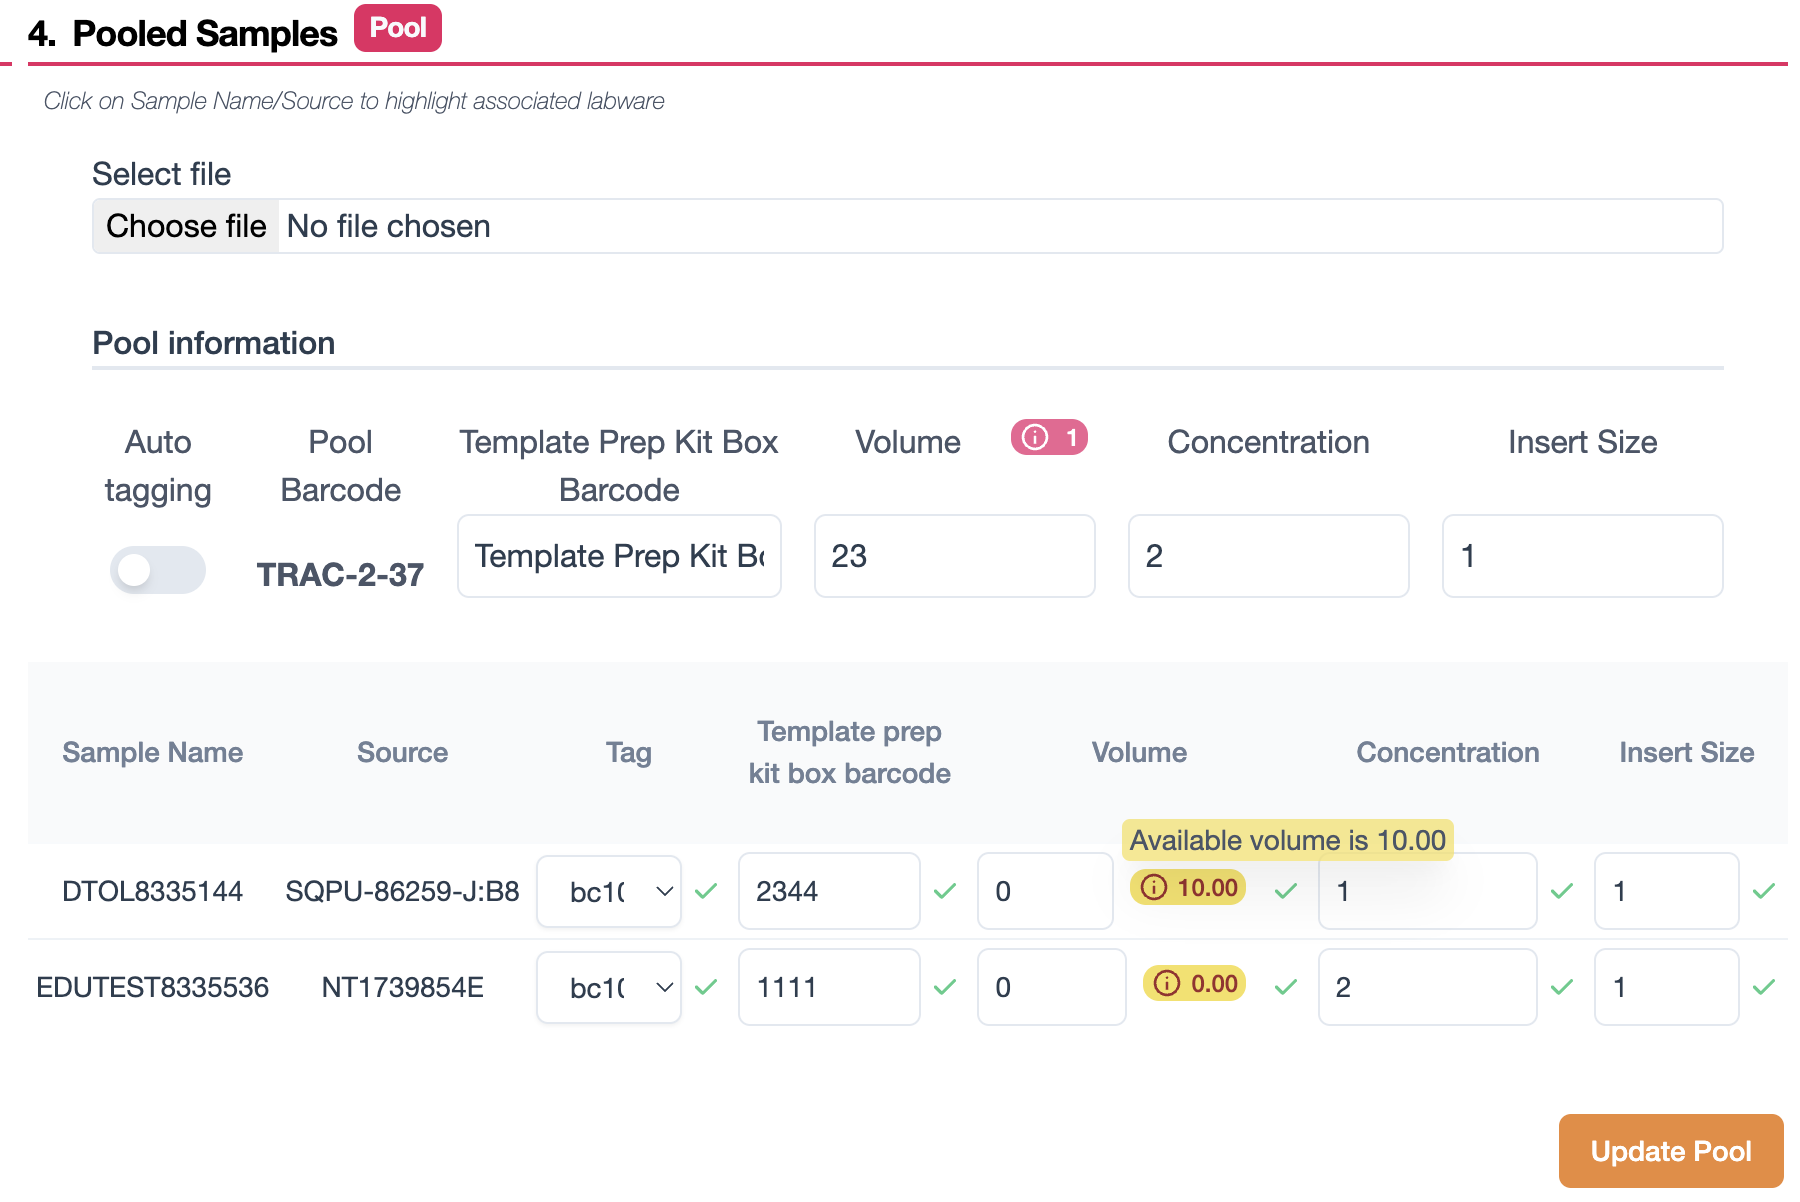 4. Pooled Samples Pool
Click on Sample Name/Source to highlight associated labware
Select file
Choose file No file chosen
Pool information
Auto tagging
Pool Barcode
Template Prep Kit Box Barcode
Volume 1
Concentration
Insert Size
TRAC-2-37
Template Prep Kit
23
2
1
Sample Name Source Tag Template prep kit box barcode Volume Concentration Insert Size
Available volume is 10.00
DTOL8335144 SQPU-86259-J:B8 bc10 2344 0 10.00 1 1
EDUTEST8335536 NT1739854E bc10 1111 0 0.00 2 1
Update Pool